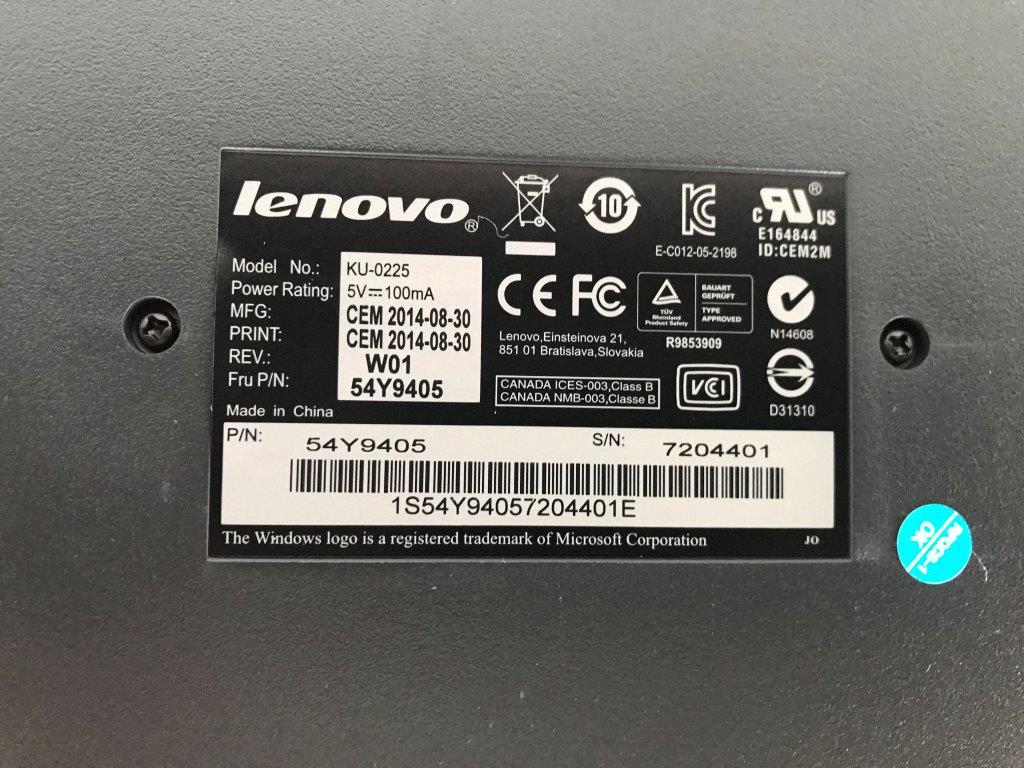 lenovo®
10
E-C012-05-2198
c RU® US
E164844
ID:CEM2M
Model No.: KU-0225
Power Rating: 5V⎓100mA
MFG: CEM 2014-08-30
PRINT: CEM 2014-08-30
REV.: W01
Fru P/N: 54Y9405
Made in China
CE FC
Lenovo,Einsteinova 21,
851 01 Bratislava,Slovakia
CANADA ICES-003,Class B
CANADA NMB-003,Classe B
TÜV
Rheinland
Product Safety
BAUART
GEPRÜFT
TYPE
APPROVED
R9853909
N14608
VCI
D31310
P/N: 54Y9405 S/N: 7204401
1S54Y94057204401E
The Windows logo is a registered trademark of Microsoft Corporation JO
OK